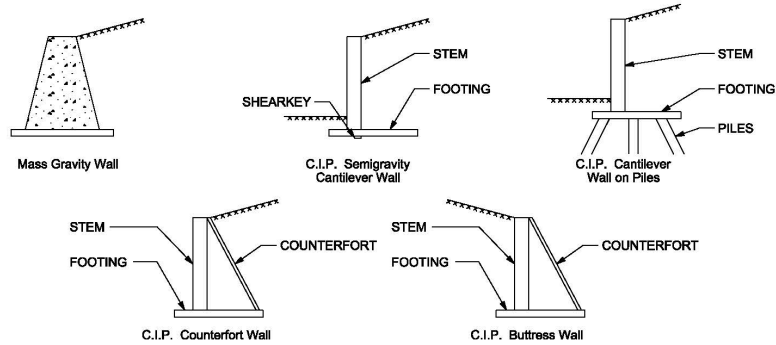 STEM
SHEARKEY
FOOTING
STEM
FOOTING
PILES
Mass Gravity Wall
C.I.P. Semigravity
Cantilever Wall
C.I.P. Cantilever
Wall on Piles
STEM
COUNTERFORT
FOOTING
STEM
COUNTERFORT
FOOTING
C.I.P. Counterfort Wall
C.I.P. Buttress Wall